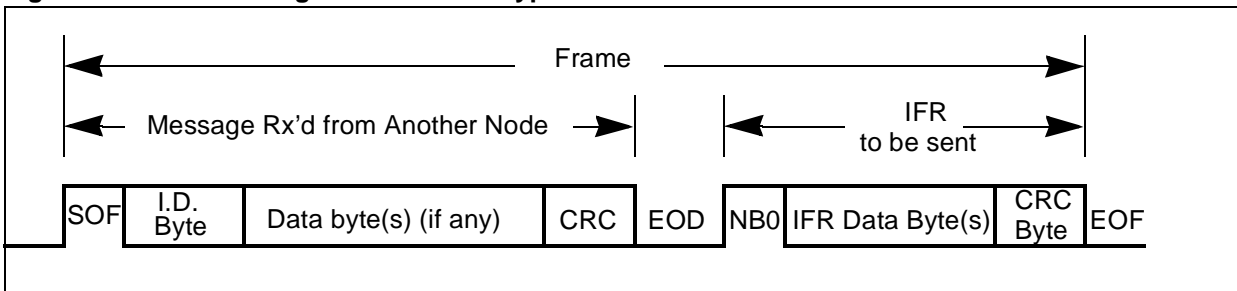 Frame
Message Rx'd from Another Node
IFR
to be sent
SOF
I.D.
Byte
Data byte(s) (if any)
CRC
EOD
NB0
IFR Data Byte(s)
CRC
Byte
EOF